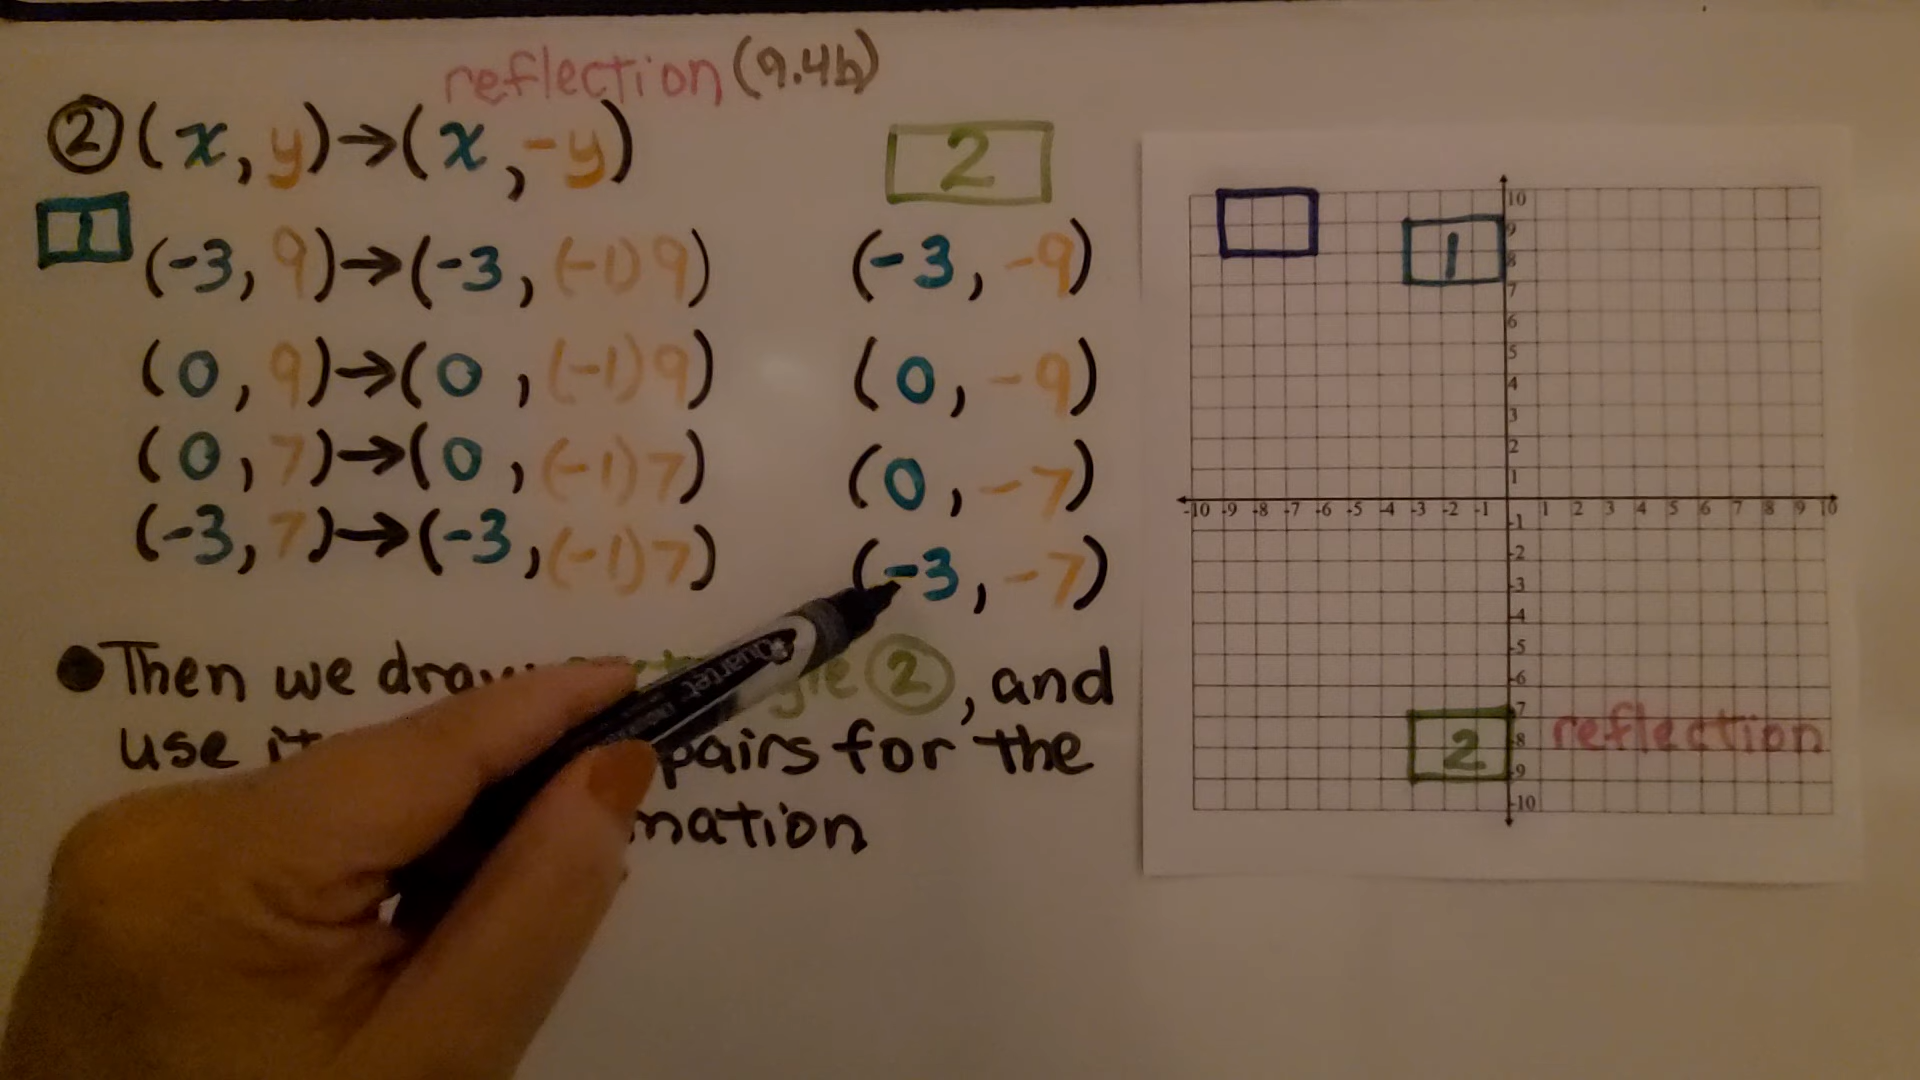 reflection (9.4b)
② (x, y) → (x, -y)
2
1
(-3, 9) → (-3, (-1)9)
(-3, -9)
(0, 9) → (0, (-1)9)
(0, -9)
(0, 7) → (0, (-1)7)
(0, -7)
(-3, 7) → (-3, (-1)7)
(-3, -7)
• Then we draw ②, and
use pairs for the
Quartet
10
9
1
8
7
6
5
4
3
2
1
-10 -9 -8 -7 -6 -5 -4 -3 -2 -1 1 2 3 4 5 6 7 8 9 10
-1
-2
-3
-4
-5
-6
-7
reflection
2
-8
-9
-10